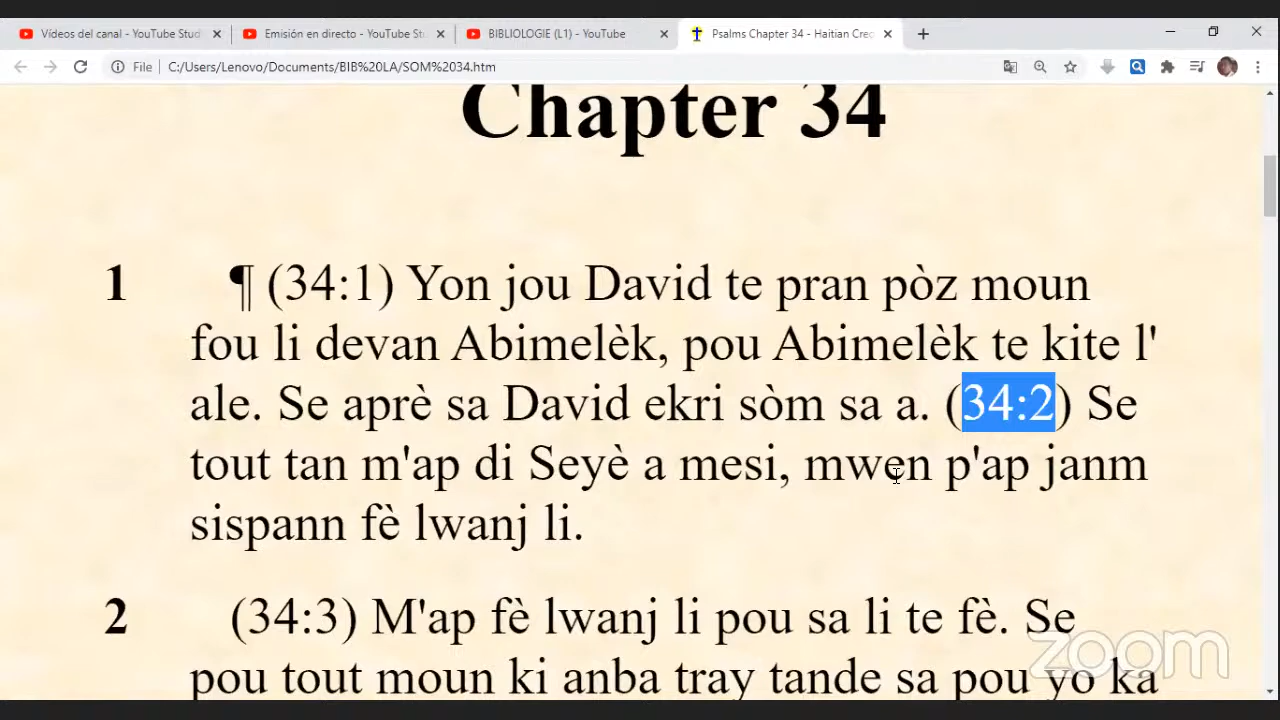 Vídeos del canal - YouTube Stud
Emisión en directo - YouTube St
BIBLIOLOGIE (L1) - YouTube
Psalms Chapter 34 - Haitian Creo
File
C:/Users/Lenovo/Documents/BIB%20LA/SOM%2034.htm
Chapter 34
1 ¶ (34:1) Yon jou David te pran pòz moun
fou li devan Abimelèk, pou Abimelèk te kite l'
ale. Se aprè sa David ekri sòm sa a. (34:2) Se
tout tan m'ap di Seyè a mesi, mwen p'ap janm
sispann fè lwanj li.
2 (34:3) M'ap fè lwanj li pou sa li te fè. Se
pou tout moun ki anba tray tande sa pou yo ka
zoom